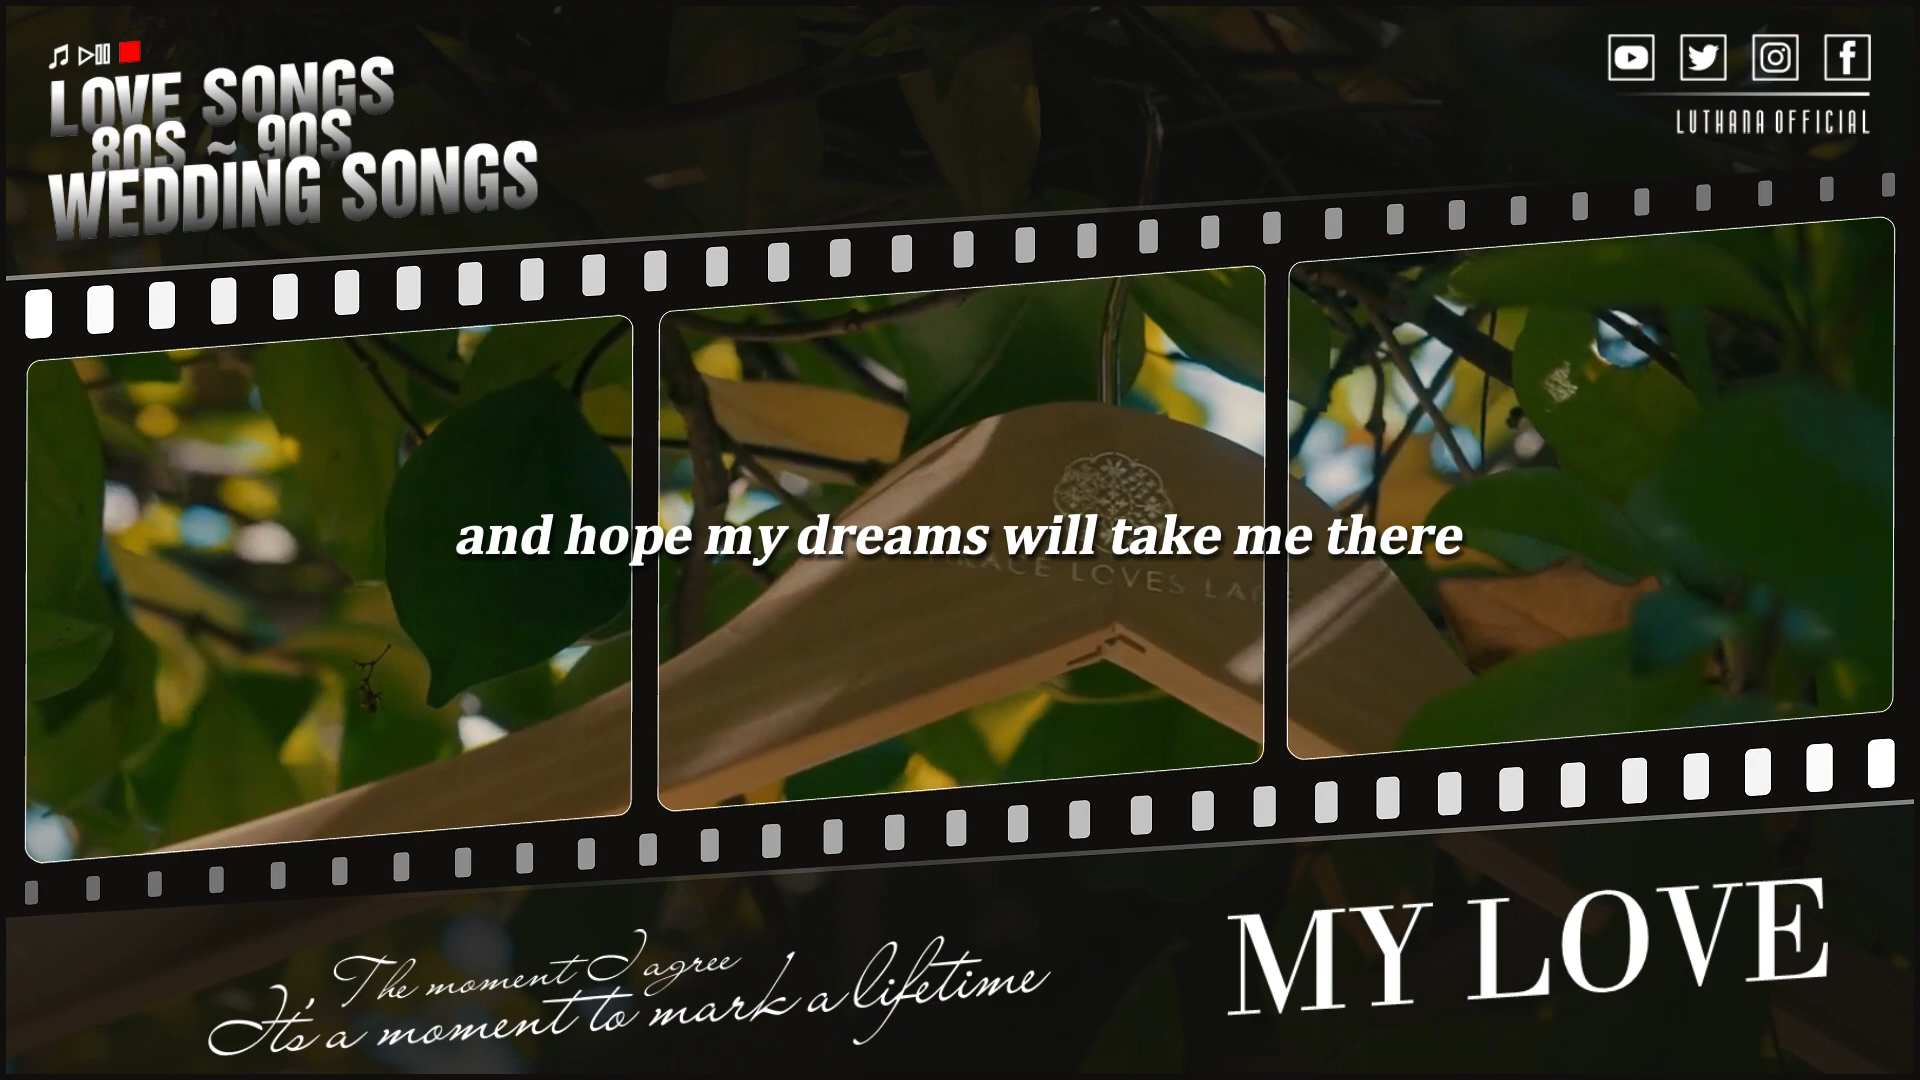 LOVE SONGS
80S ~ 90S
WEDDING SONGS
LUTHANA OFFICIAL
and hope my dreams will take me there
LOVES
The moment I agree
It's a moment to mark a lifetime
MY LOVE